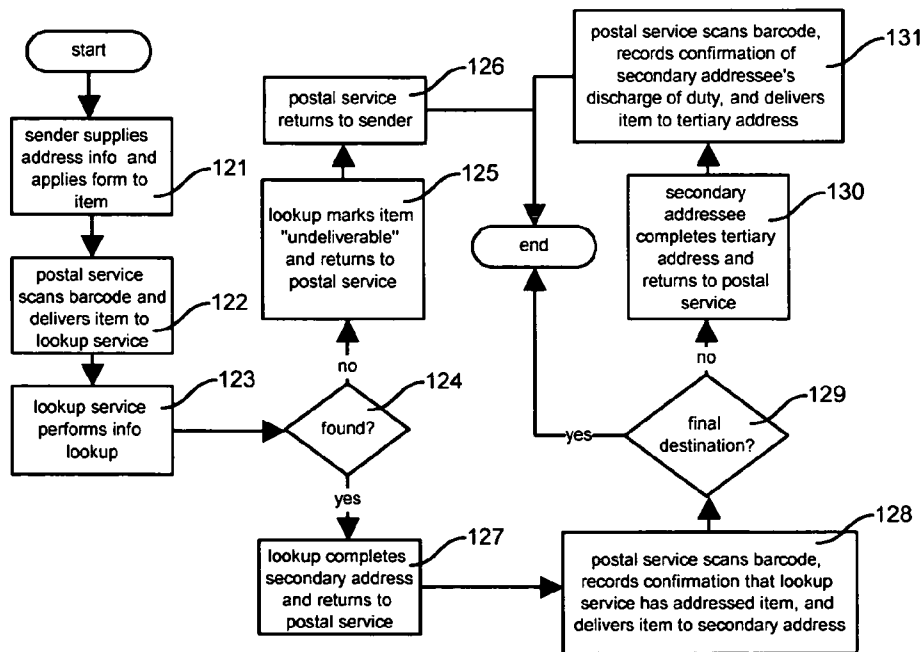 start
sender supplies
address info and
applies form to
item
121
postal service
scans barcode and
delivers item to
lookup service
122
lookup service
performs info
lookup
123
found?
124
no
lookup marks item
"undeliverable"
and returns to
postal service
125
postal service
returns to sender
126
yes
lookup completes
secondary address
and returns to
postal service
127
postal service scans barcode,
records confirmation that lookup
service has addressed item, and
delivers item to secondary address
128
final
destination?
129
yes
no
secondary
addressee
completes tertiary
address and
returns to postal
service
130
postal service scans barcode,
records confirmation of
secondary addressee's
discharge of duty, and delivers
item to tertiary address
131
end